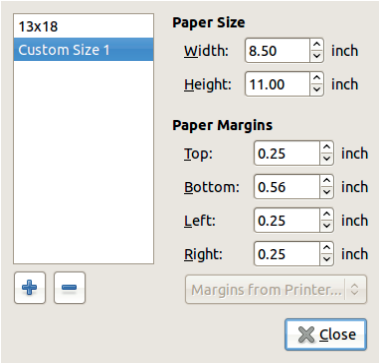 13x18
Custom Size 1
Paper Size
Width: 8.50 inch
Height: 11.00 inch
Paper Margins
Top: 0.25 inch
Bottom: 0.56 inch
Left: 0.25 inch
Right: 0.25 inch
Margins from Printer...
Close